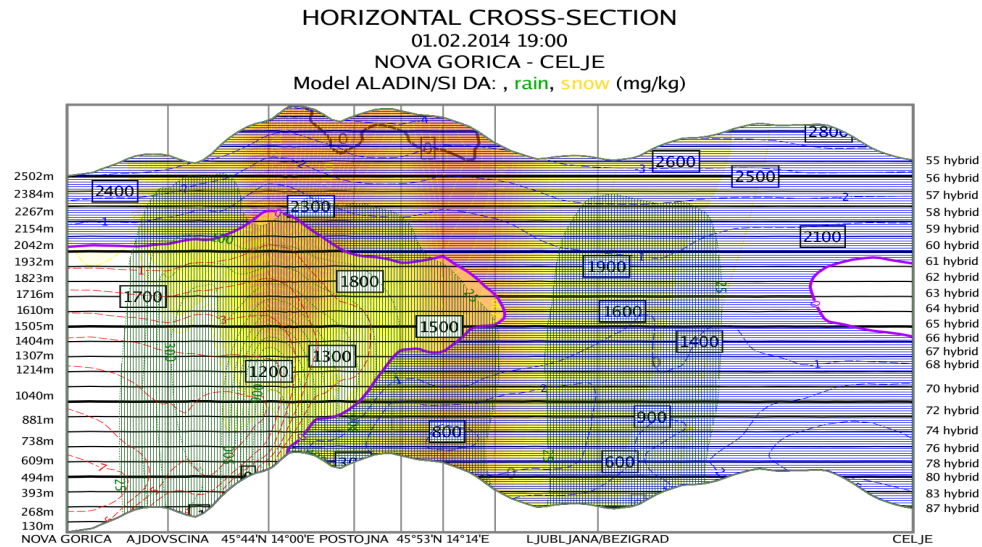 HORIZONTAL CROSS-SECTION
01.02.2014 19:00
NOVA GORICA - CELJE
Model ALADIN/SI DA: , rain, snow (mg/kg)
2800
55 hybrid
2600
2502m
2500
56 hybrid
2400
2384m
57 hybrid
2300
2267m
58 hybrid
2154m
59 hybrid
2100
2042m
60 hybrid
1932m
1900
61 hybrid
1823m
1800
62 hybrid
1716m
1700
63 hybrid
1610m
1600
64 hybrid
1505m
1500
65 hybrid
1404m
1400
66 hybrid
1307m
1300
67 hybrid
1214m
1200
68 hybrid
1040m
70 hybrid
881m
900
72 hybrid
738m
800
74 hybrid
609m
600
76 hybrid
494m
78 hybrid
393m
80 hybrid
268m
83 hybrid
130m
87 hybrid
NOVA GORICA AJDOVSCINA 45°44'N 14°00'E POSTOJNA 45°53'N 14°14'E LJUBLJANA/BEZIGRAD CELJE